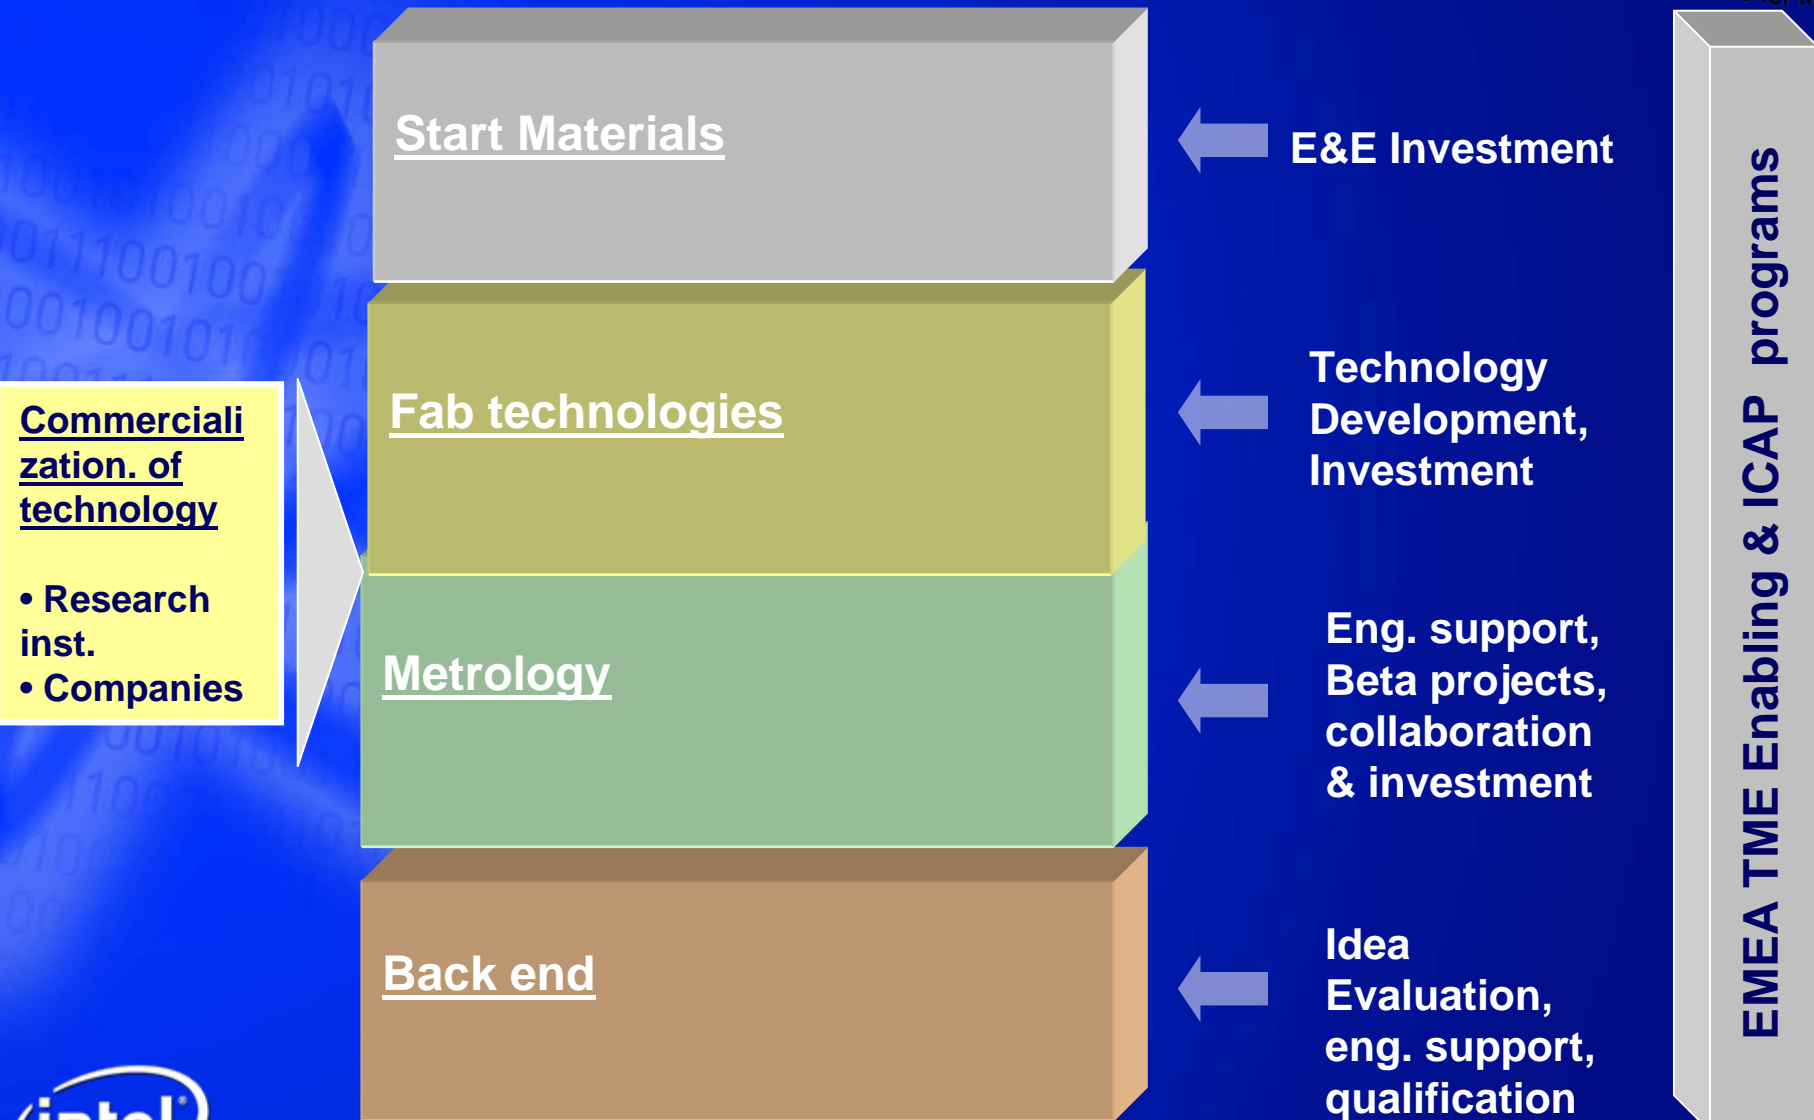 Start Materials
E&E Investment
Fab technologies
Technology
Development,
Investment
Commerciali
zation. of
technology
• Research
inst.
• Companies
Metrology
Eng. support,
Beta projects,
collaboration
& investment
Back end
Idea
Evaluation,
eng. support,
qualification
EMEA TME Enabling & ICAP programs
intel